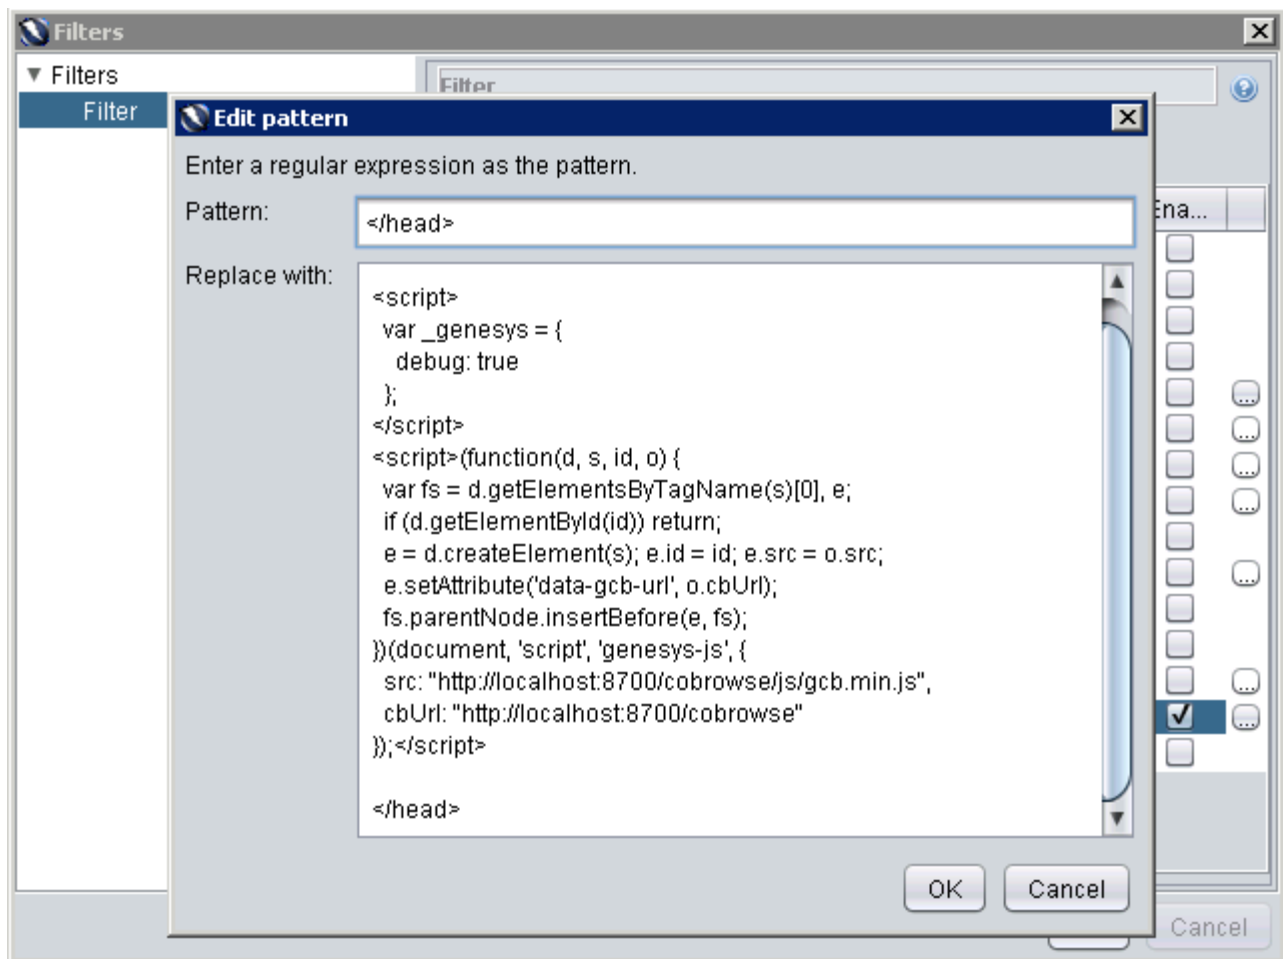 Filters
Filters
Filter
Filter
Edit pattern
Enter a regular expression as the pattern.
Pattern:
</head>
Ena...
Replace with:
<script>
var _genesys = {
debug: true
};
</script>
<script>(function(d, s, id, o) {
var fs = d.getElementsByTagName(s)[0], e;
if (d.getElementById(id)) return;
e = d.createElement(s); e.id = id; e.src = o.src;
e.setAttribute('data-gcb-url', o.cbUrl);
fs.parentNode.insertBefore(e, fs);
})(document, 'script', 'genesys-js', {
src: "http://localhost:8700/cobrowse/js/gcb.min.js",
cbUrl: "http://localhost:8700/cobrowse"
});</script>
</head>
OK
Cancel
Cancel